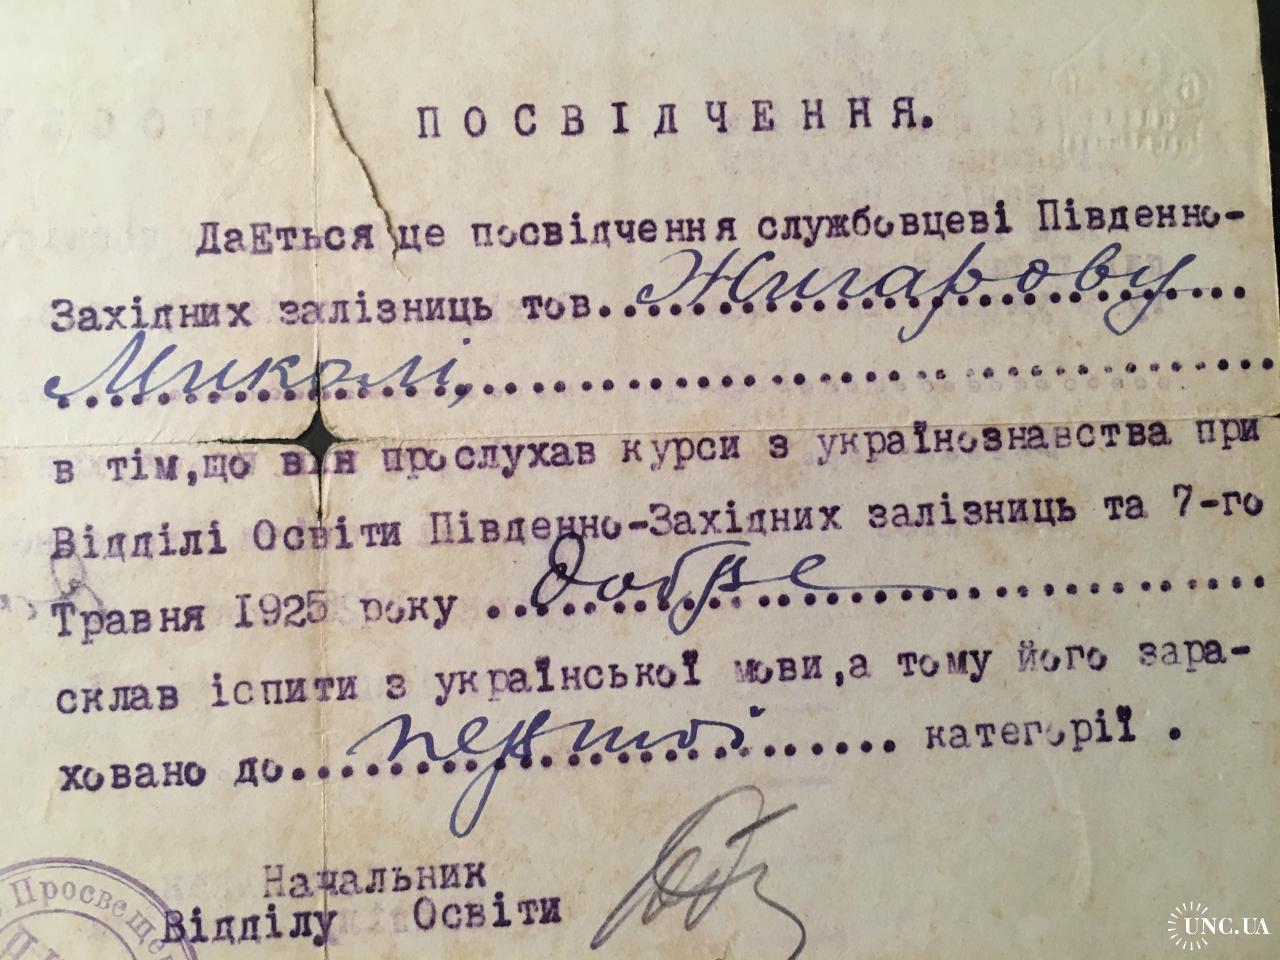 П О С В І Д Ч Е Н Н Я.
ДаЕться це посвідчення службовцеві Південно-
Західних залізниць тов. Жигарову
Миколі,
в тім,що він прослухав курси з українознавства при
Відділі Освіти Південно-Західних залізниць та 7-го
Травня 1925 року добре
склав іспити з української мови,а тому його зара-
ховано до першої категорії .
Начальник
Відділу Освіти
Просвещен
UNC.UA